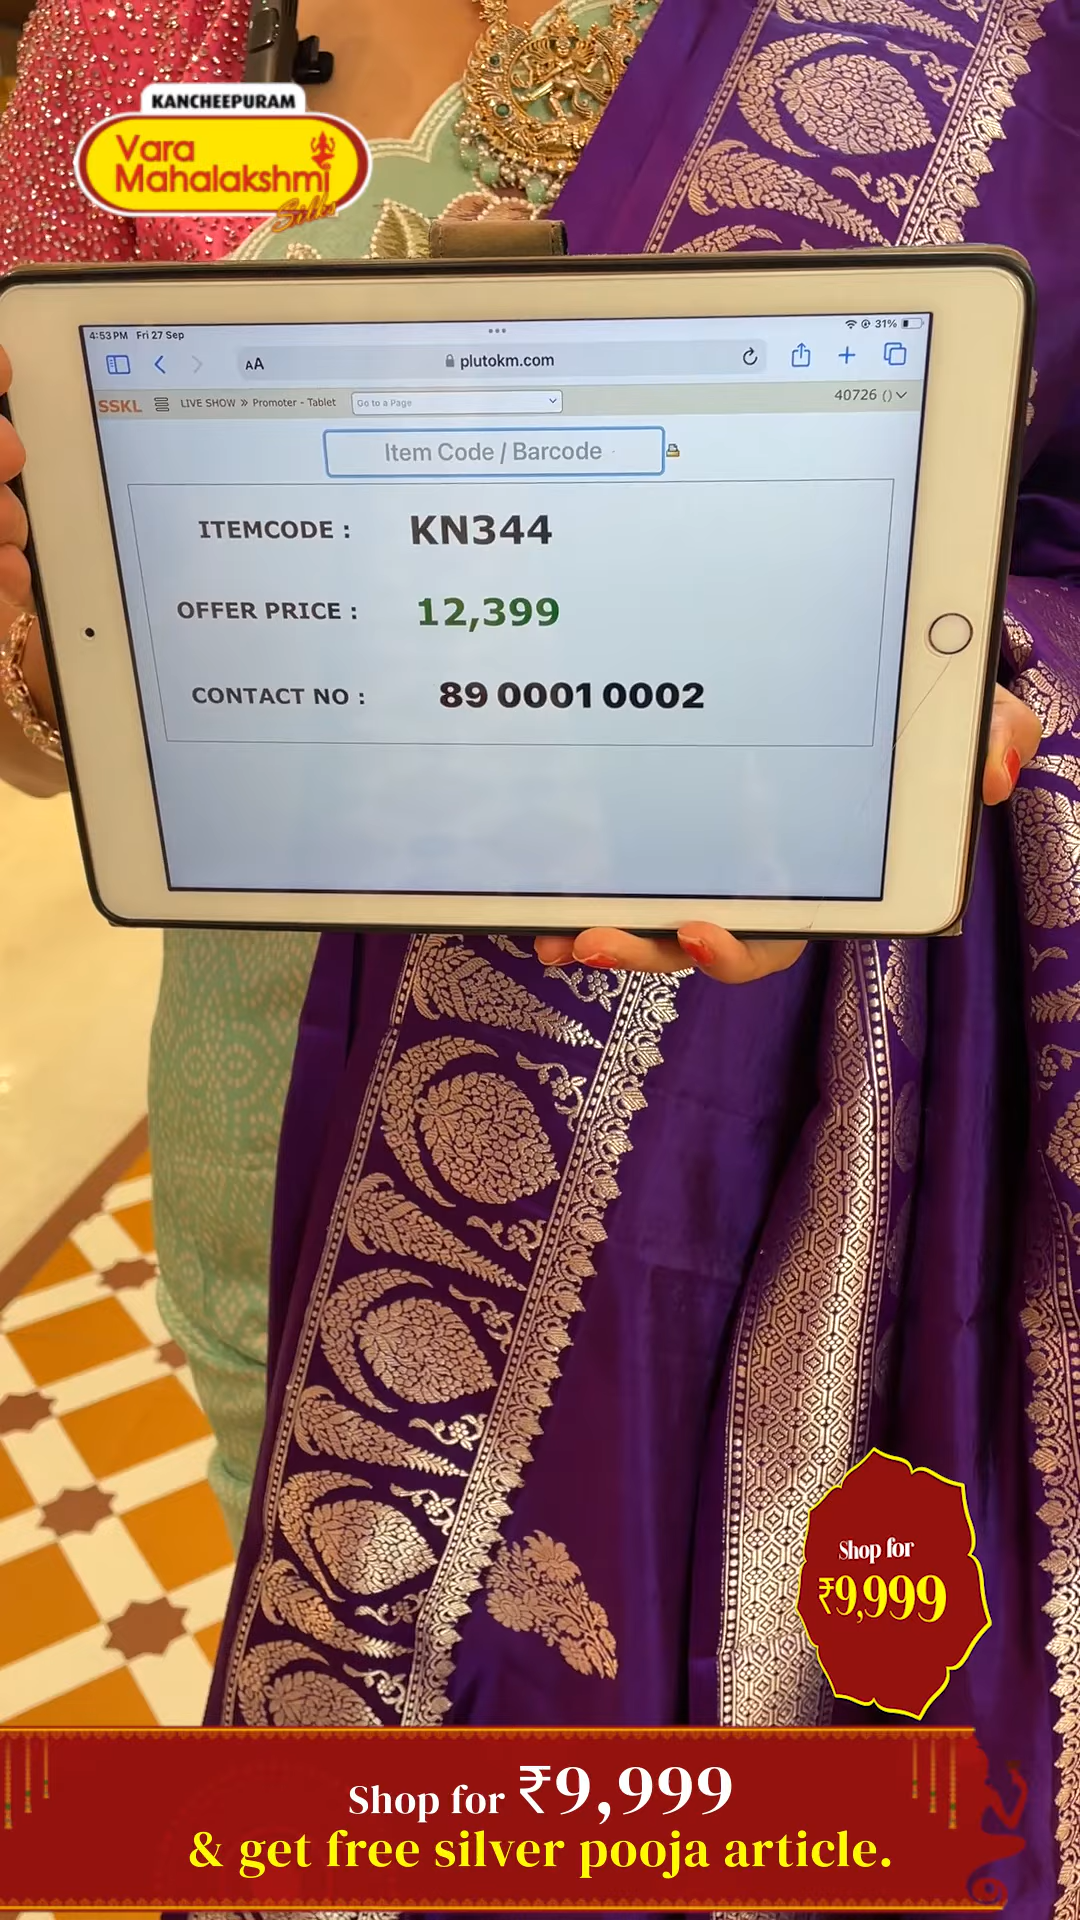 KANCHEEPURAM
Vara
Mahalakshmi
Silks
4:53 PM Fri 27 Sep
31%
AA
plutokm.com
SSKL
LIVE SHOW » Promoter - Tablet
Go to a Page
40726 ()
Item Code / Barcode
ITEMCODE : KN344
OFFER PRICE : 12,399
CONTACT NO : 89 0001 0002
Shop for
₹9,999
Shop for ₹9,999
& get free silver pooja article.